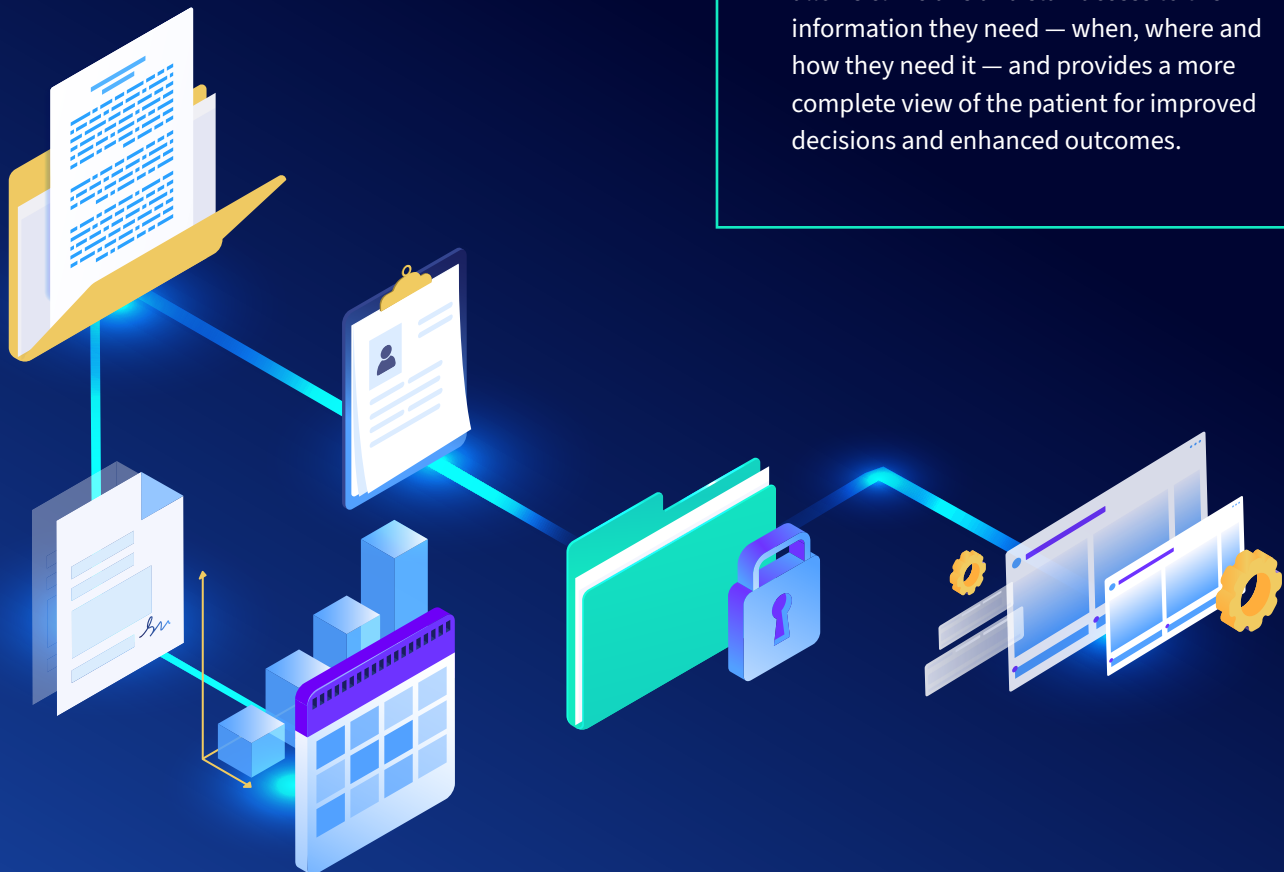 information they need — when, where and
how they need it — and provides a more
complete view of the patient for improved
decisions and enhanced outcomes.